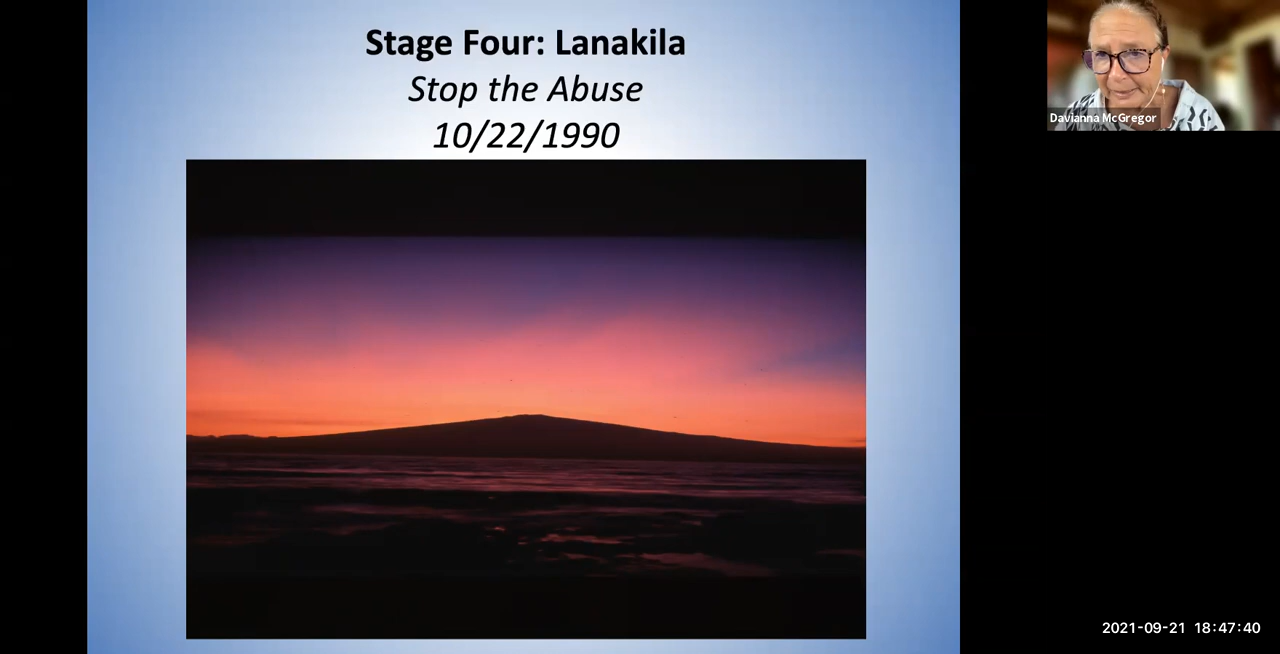 Stage Four: Lanakila
Stop the Abuse
10/22/1990
Davianna McGregor
2021-09-21 18:47:40